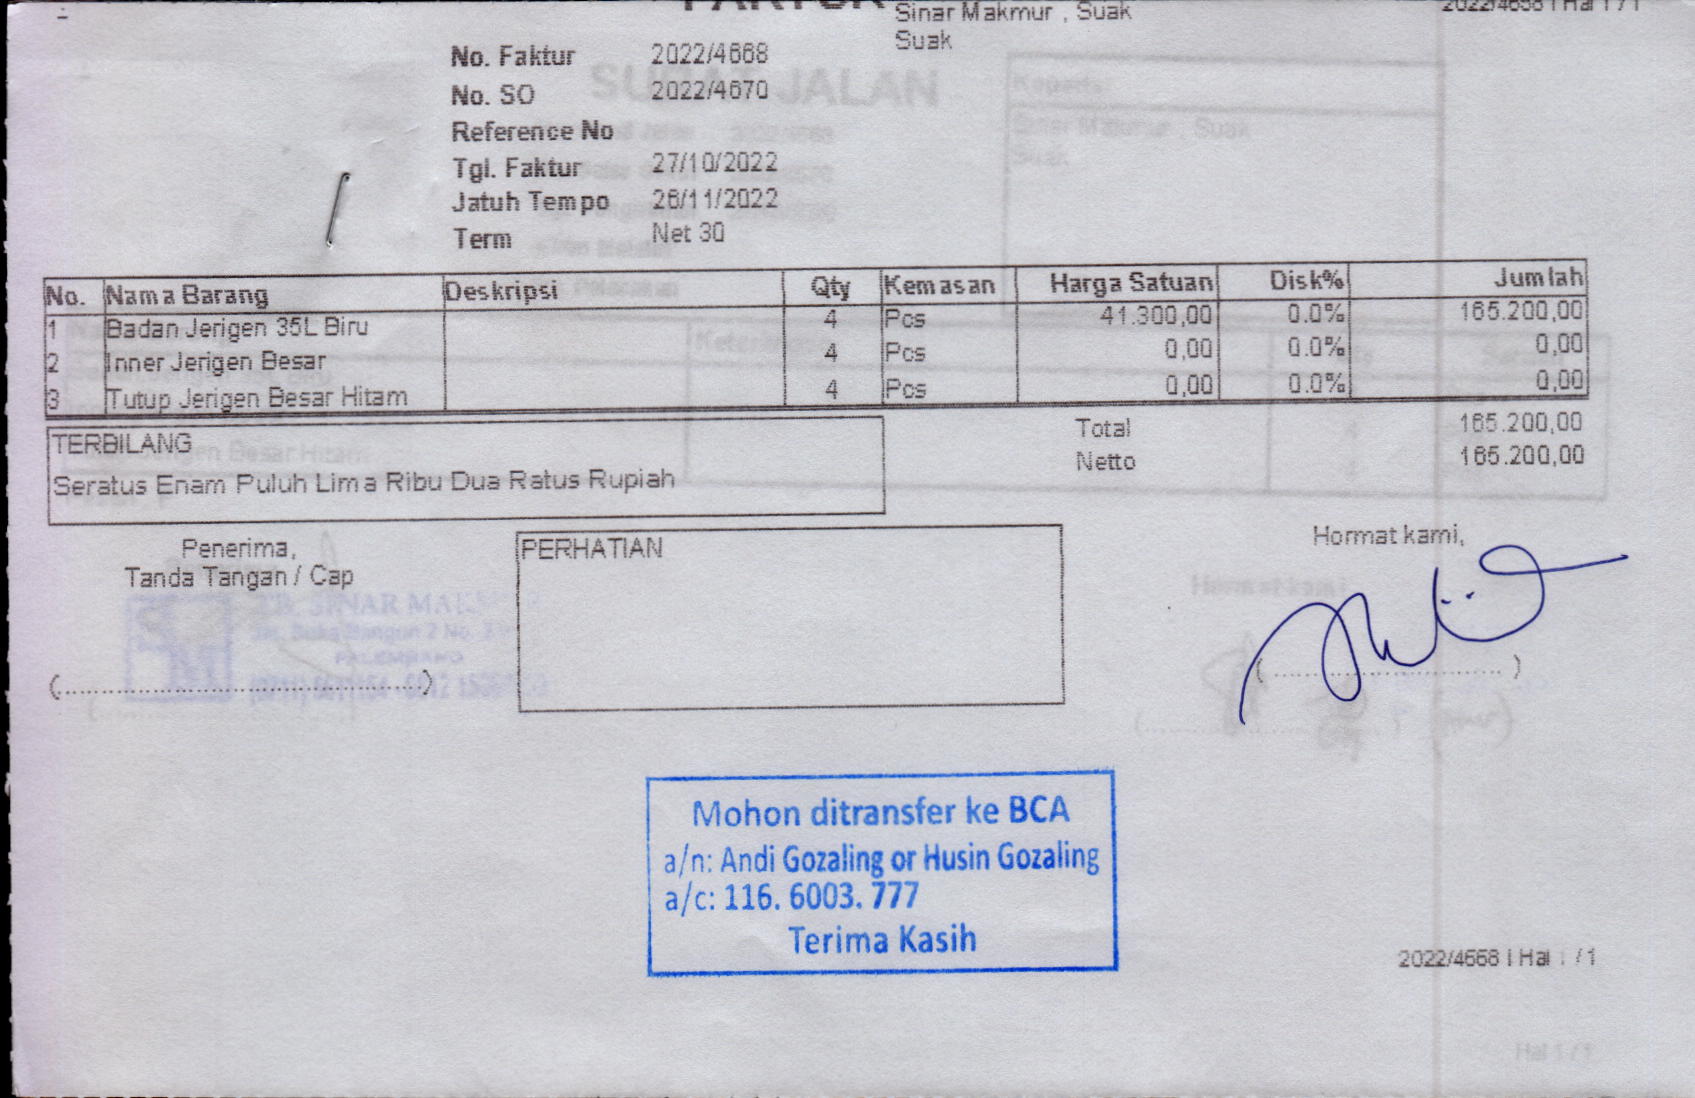 FAKTUR
Sinar Makmur , Suak
Suak
2022/4668 | Hal 1 / 1
No. Faktur 2022/4668
No. SO 2022/4670
Reference No
Tgl. Faktur 27/10/2022
Jatuh Tempo 26/11/2022
Term Net 30
No. Nama Barang Deskripsi Qty Kemasan Harga Satuan Disk% Jumlah
1 Badan Jerigen 35L Biru 4 Pcs 41.300,00 0.0% 165.200,00
2 Inner Jerigen Besar 4 Pcs 0,00 0.0% 0,00
3 Tutup Jerigen Besar Hitam 4 Pcs 0,00 0.0% 0,00
Total 165.200,00
Netto 165.200,00
TERBILANG
Seratus Enam Puluh Lima Ribu Dua Ratus Rupiah
Penerima,
Tanda Tangan / Cap
PERHATIAN
Hormat kami,
Mohon ditransfer ke BCA
a/n: Andi Gozaling or Husin Gozaling
a/c: 116. 6003. 777
Terima Kasih
2022/4668 | Hal : / 1